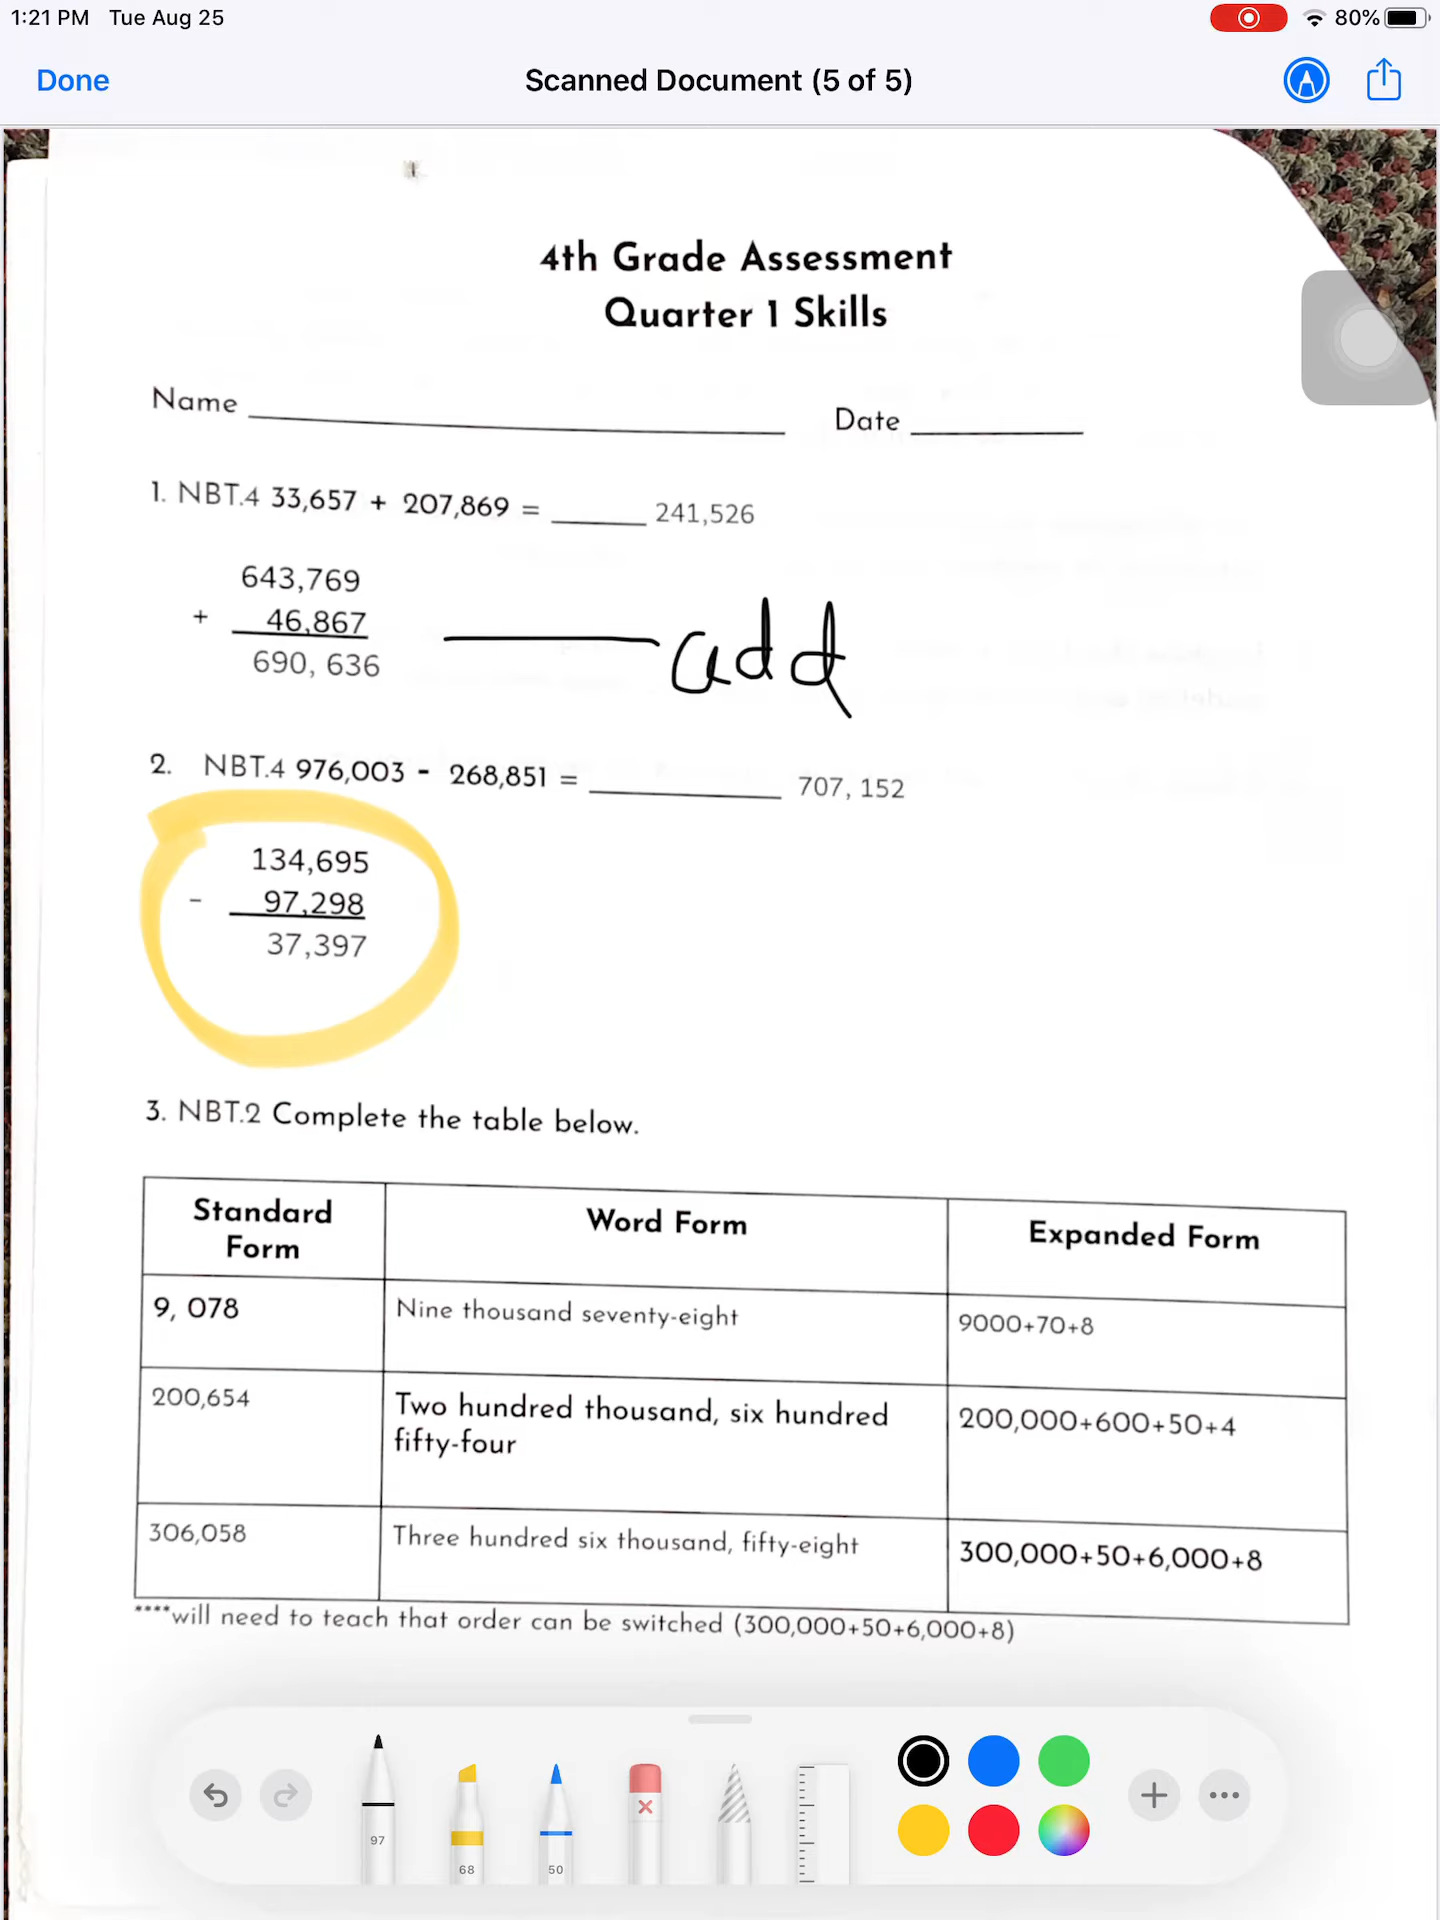 1:21 PM Tue Aug 25
80%
Done
Scanned Document (5 of 5)
4th Grade Assessment
Quarter 1 Skills
Name ____________ Date ________
1. NBT.4 33,657 + 207,869 = _____ 241,526
643,769
+ 46,867
690, 636
add
2. NBT.4 976,003 - 268,851 = _________ 707, 152
134,695
- 97,298
37,397
3. NBT.2 Complete the table below.
Standard
Form
Word Form
Expanded Form
9, 078
Nine thousand seventy-eight
9000+70+8
200,654
Two hundred thousand, six hundred
fifty-four
200,000+600+50+4
306,058
Three hundred six thousand, fifty-eight
300,000+50+6,000+8
****will need to teach that order can be switched (300,000+50+6,000+8)
97
68
50